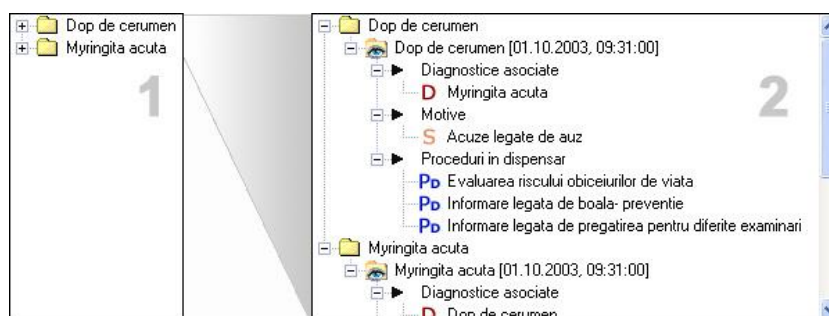 Dop de cerumen
Myringita acuta
1
Dop de cerumen
Dop de cerumen [01.10.2003, 09:31:00]
Diagnostice asociate
D Myringita acuta
Motive
S Acuze legate de auz
Proceduri in dispensar
PD Evaluarea riscului obiceiurilor de viata
PD Informare legata de boala- preventie
PD Informare legata de pregatirea pentru diferite examinari
Myringita acuta
Myringita acuta [01.10.2003, 09:31:00]
Diagnostice asociate
D Dop de cerumen
2